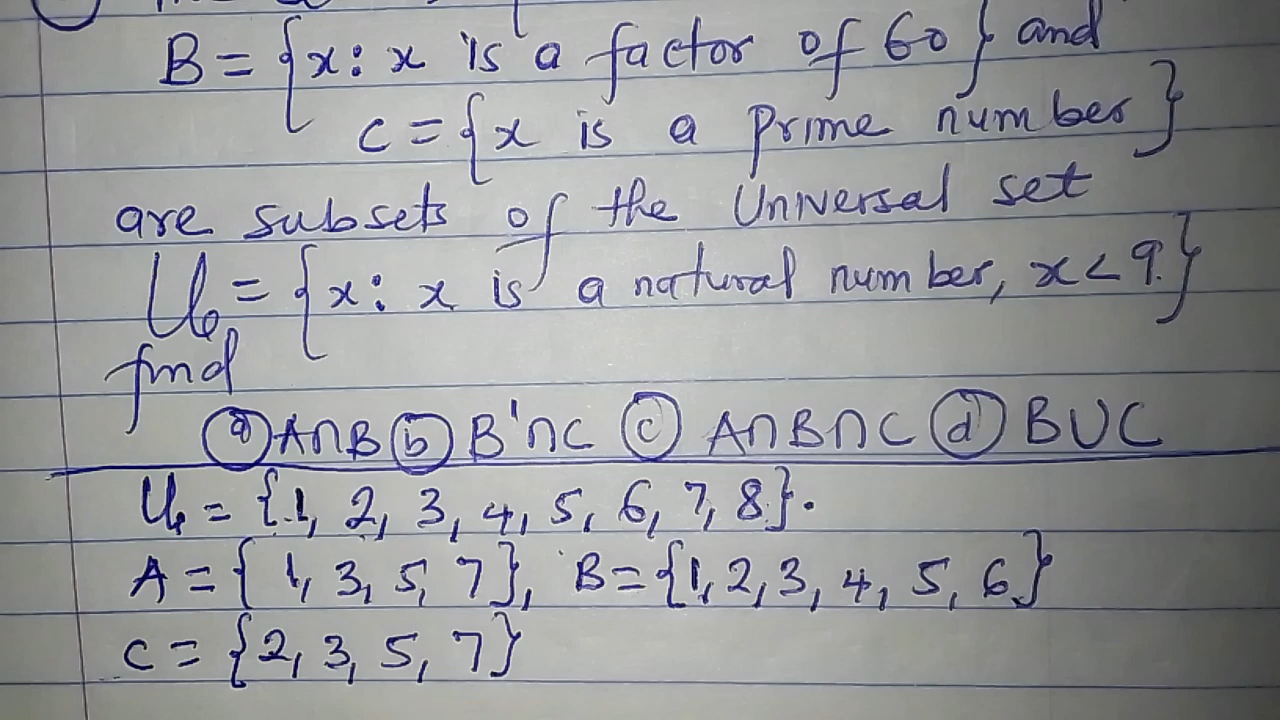 B = {x: x is a factor of 60} and
C = {x is a prime number}
are subsets of the Universal set
U = {x: x is a natural number, x < 9.}
find
(a) A∩B (b) B'∩C (c) A∩B∩C (d) B∪C
U = {1, 2, 3, 4, 5, 6, 7, 8}.
A = {1, 3, 5, 7}, B = {1, 2, 3, 4, 5, 6}
C = {2, 3, 5, 7}